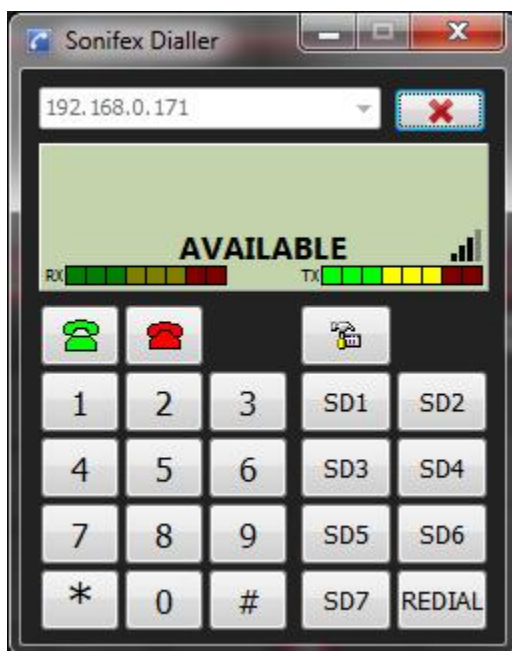 Sonifex Dialler
192.168.0.171
AVAILABLE
RX TX
1 2 3 SD1 SD2
4 5 6 SD3 SD4
7 8 9 SD5 SD6
* 0 # SD7 REDIAL